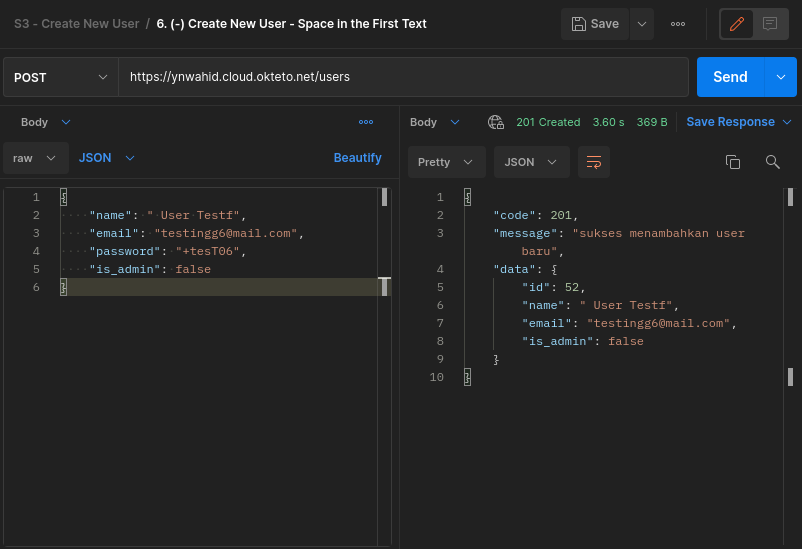 S3 - Create New User / 6. (-) Create New User - Space in the First Text
Save
POST
https://ynwahid.cloud.okteto.net/users
Send
Body
raw JSON Beautify
1 {
2 "name": " User Testf",
3 "email": "testingg6@mail.com",
4 "password": "+tesT06",
5 "is_admin": false
6 }
Body 201 Created 3.60 s 369 B Save Response
Pretty JSON
1 {
2 "code": 201,
3 "message": "sukses menambahkan user
baru",
4 "data": {
5 "id": 52,
6 "name": " User Testf",
7 "email": "testingg6@mail.com",
8 "is_admin": false
9 }
10 }